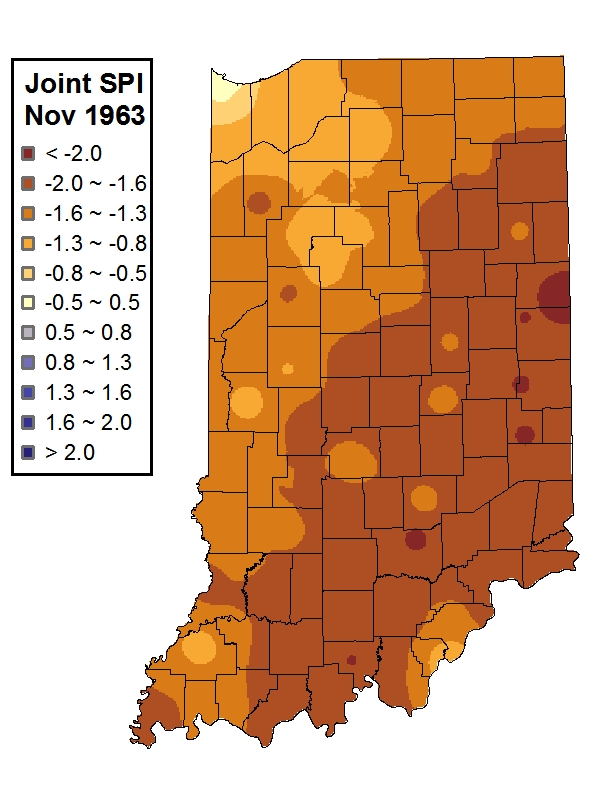 Joint SPI
Nov 1963
< -2.0
-2.0 ~ -1.6
-1.6 ~ -1.3
-1.3 ~ -0.8
-0.8 ~ -0.5
-0.5 ~ 0.5
0.5 ~ 0.8
0.8 ~ 1.3
1.3 ~ 1.6
1.6 ~ 2.0
> 2.0